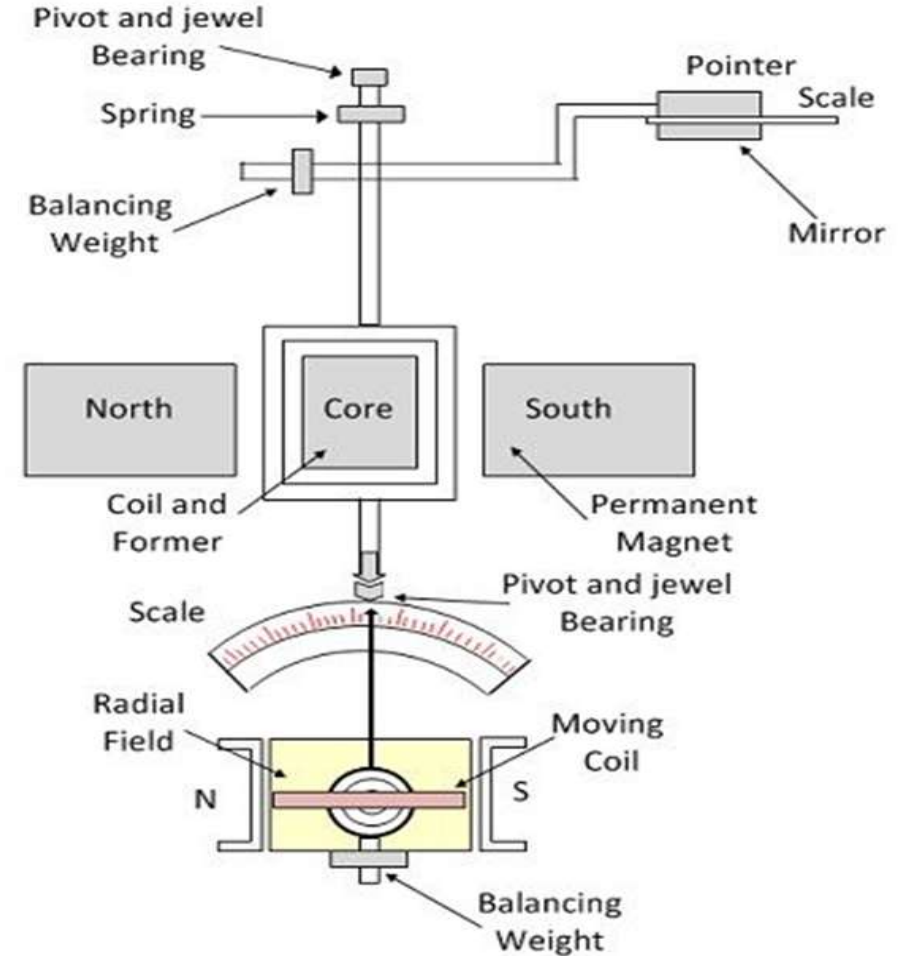 Pivot and jewel
Bearing
Pointer
Scale
Spring
Balancing
Weight
Mirror
North
Core
South
Coil and
Former
Permanent
Magnet
Pivot and jewel
Bearing
Scale
Radial
Field
Moving
Coil
N
S
Balancing
Weight